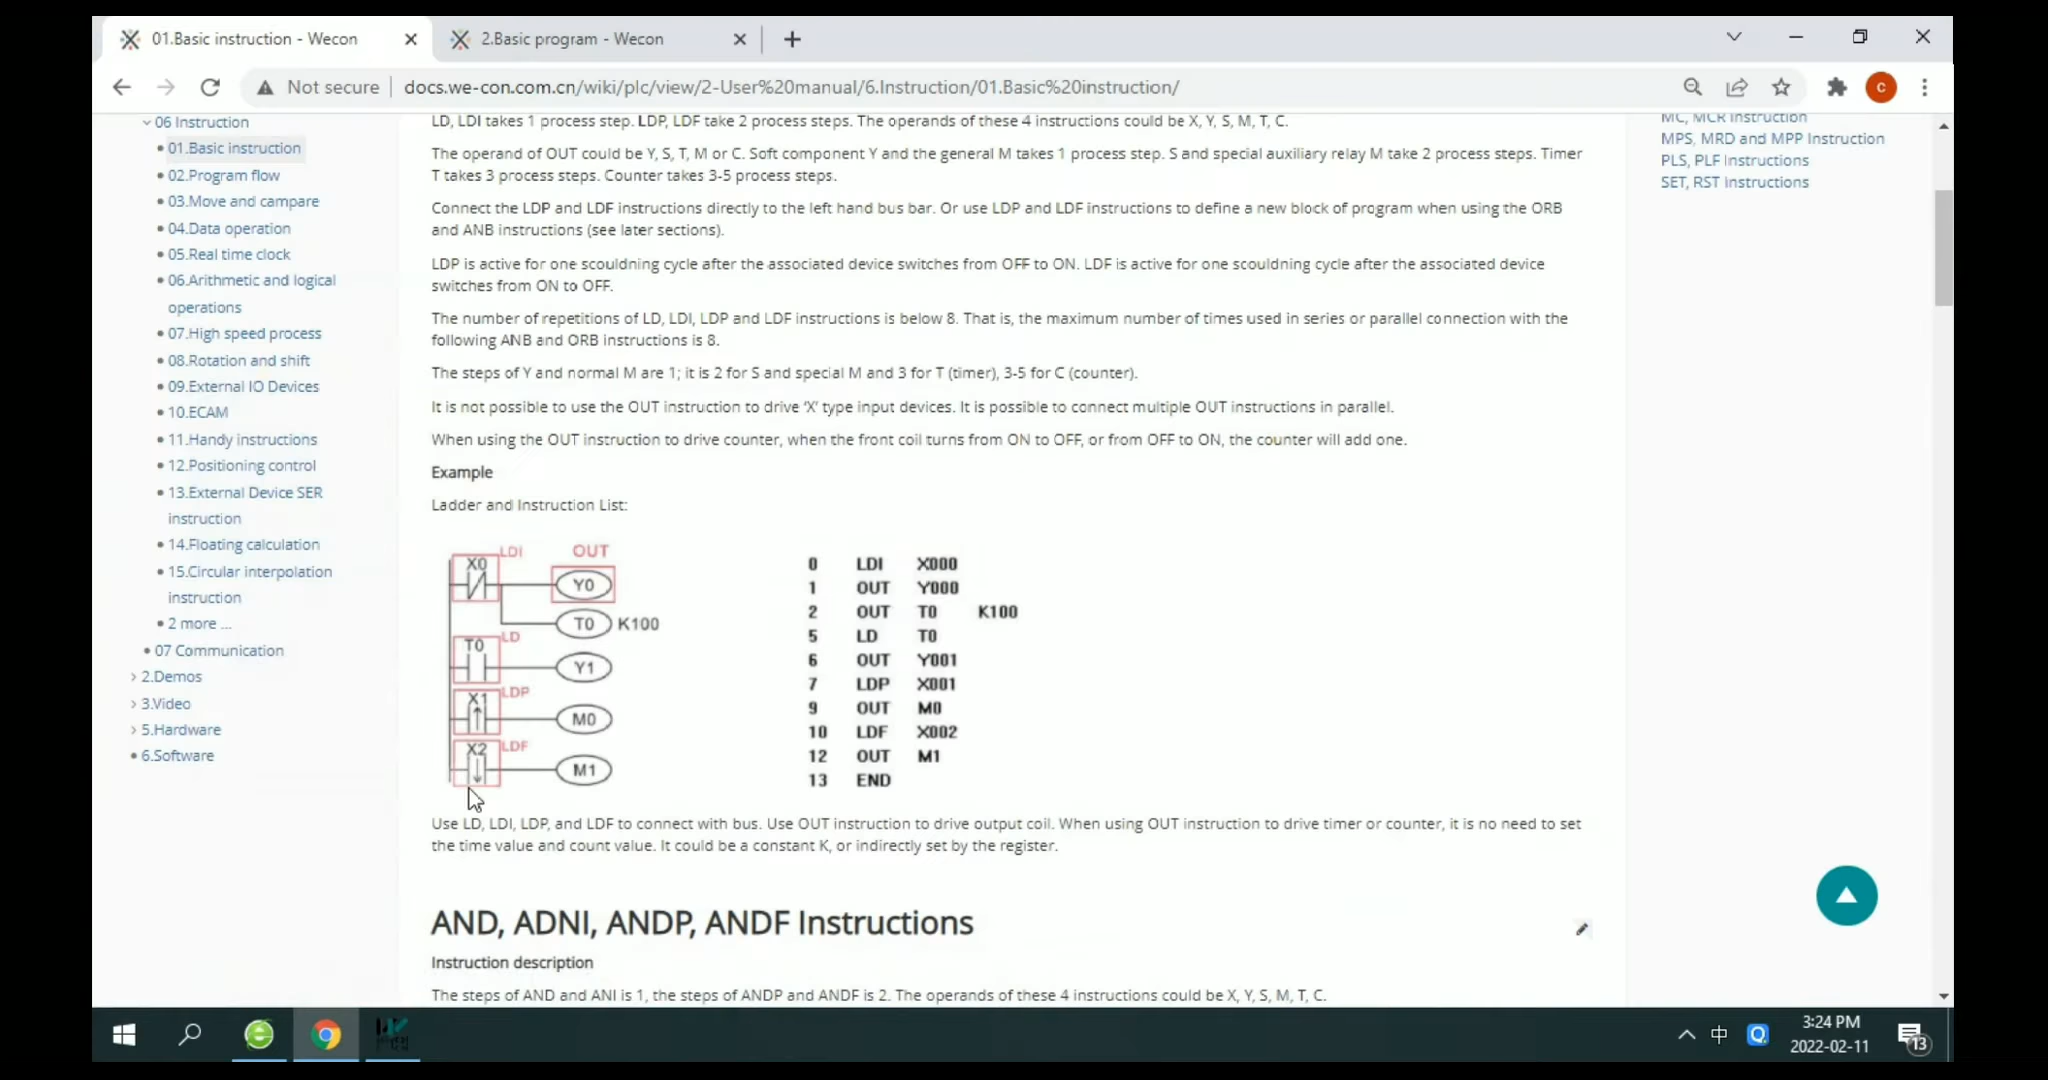 01.Basic instruction - Wecon
2.Basic program - Wecon
Not secure
docs.we-con.com.cn/wiki/plc/view/2-User%20manual/6.Instruction/01.Basic%20instruction/
C
06 Instruction
01.Basic instruction
02.Program flow
03.Move and campare
04.Data operation
05.Real time clock
06.Arithmetic and logical
operations
07.High speed process
08.Rotation and shift
09.External IO Devices
10.ECAM
11.Handy instructions
12.Positioning control
13.External Device SER
instruction
14.Floating calculation
15.Circular interpolation
instruction
2 more ...
07 Communication
2.Demos
3.Video
5.Hardware
6.Software
LD, LDI takes 1 process step. LDP, LDF take 2 process steps. The operands of these 4 instructions could be X, Y, S, M, T, C.
The operand of OUT could be Y, S, T, M or C. Soft component Y and the general M takes 1 process step. S and special auxiliary relay M take 2 process steps. Timer
T takes 3 process steps. Counter takes 3-5 process steps.
Connect the LDP and LDF instructions directly to the left hand bus bar. Or use LDP and LDF instructions to define a new block of program when using the ORB
and ANB instructions (see later sections).
LDP is active for one scouldning cycle after the associated device switches from OFF to ON. LDF is active for one scouldning cycle after the associated device
switches from ON to OFF.
The number of repetitions of LD, LDI, LDP and LDF instructions is below 8. That is, the maximum number of times used in series or parallel connection with the
following ANB and ORB instructions is 8.
The steps of Y and normal M are 1; it is 2 for S and special M and 3 for T (timer), 3-5 for C (counter).
It is not possible to use the OUT instruction to drive ‘X’ type input devices. It is possible to connect multiple OUT instructions in parallel.
When using the OUT instruction to drive counter, when the front coil turns from ON to OFF, or from OFF to ON, the counter will add one.
Example
Ladder and Instruction List:
LDI OUT
X0 Y0
T0 K100
T0 LD Y1
X1 LDP M0
X2 LDF M1
0 LDI X000
1 OUT Y000
2 OUT T0 K100
5 LD T0
6 OUT Y001
7 LDP X001
9 OUT M0
10 LDF X002
12 OUT M1
13 END
Use LD, LDI, LDP, and LDF to connect with bus. Use OUT instruction to drive output coil. When using OUT instruction to drive timer or counter, it is no need to set
the time value and count value. It could be a constant K, or indirectly set by the register.
AND, ADNI, ANDP, ANDF Instructions
Instruction description
The steps of AND and ANI is 1, the steps of ANDP and ANDF is 2. The operands of these 4 instructions could be X, Y, S, M, T, C.
MC, MCR Instruction
MPS, MRD and MPP Instruction
PLS, PLF Instructions
SET, RST Instructions
中
3:24 PM
2022-02-11
13